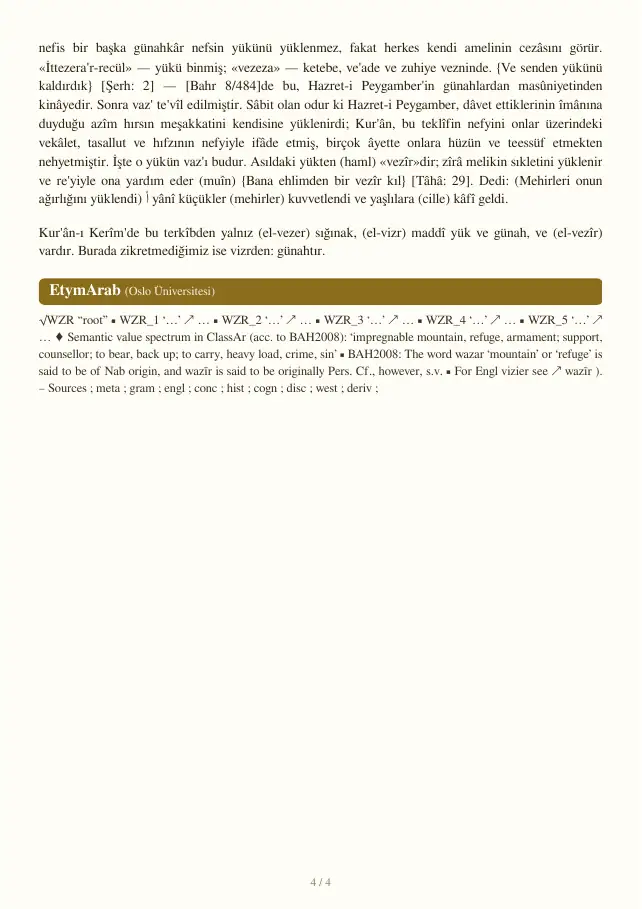 nefis bir başka günahkâr nefsin yükünü yüklenmez, fakat herkes kendi amelinin cezâsını görür.
«İttezera'r-recül» — yükü binmiş; «vezeza» — ketebe, ve'ade ve zuhiye vezninde. {Ve senden yükünü
kaldırdık} [Şerh: 2] — [Bahr 8/484]de bu, Hazret-i Peygamber'in günahlardan masûniyetinden
kinâyedir. Sonra vaz' te'vîl edilmiştir. Sâbit olan odur ki Hazret-i Peygamber, dâvet ettiklerinin îmânına
duyduğu azîm hırsın meşakkatini kendisine yüklenirdi; Kur'ân, bu teklîfin nefyini onlar üzerindeki
vekâlet, tasallut ve hıfzının nefyiyle ifâde etmiş, birçok âyette onlara hüzün ve teessüf etmekten
nehyetmiştir. İşte o yükün vaz'ı budur. Asıldaki yükten (haml) «vezîr»dir; zîrâ melikin sıkletini yüklenir
ve re'yiyle ona yardım eder (muîn) {Bana ehlimden bir vezîr kıl} [Tâhâ: 29]. Dedi: (Mehirleri onun
ağırlığını yüklendi) أ yânî küçükler (mehirler) kuvvetlendi ve yaşlılara (cille) kâfî geldi.
Kur'ân-ı Kerîm'de bu terkîbden yalnız (el-vezer) sığınak, (el-vizr) maddî yük ve günah, ve (el-vezîr)
vardır. Burada zikretmediğimiz ise vizrden: günahtır.
EtymArab (Oslo Üniversitesi)
√WZR “root” ▪ WZR_1 ‘…’ ↗ … ▪ WZR_2 ‘…’ ↗ … ▪ WZR_3 ‘…’ ↗ … ▪ WZR_4 ‘…’ ↗ … ▪ WZR_5 ‘…’ ↗
… ♦ Semantic value spectrum in ClassAr (acc. to BAH2008): ‘impregnable mountain, refuge, armament; support,
counsellor; to bear, back up; to carry, heavy load, crime, sin’ ▪ BAH2008: The word wazar ‘mountain’ or ‘refuge’ is
said to be of Nab origin, and wazīr is said to be originally Pers. Cf., however, s.v. ▪ For Engl vizier see ↗ wazīr ).
– Sources ; meta ; gram ; engl ; conc ; hist ; cogn ; disc ; west ; deriv ;
4 / 4